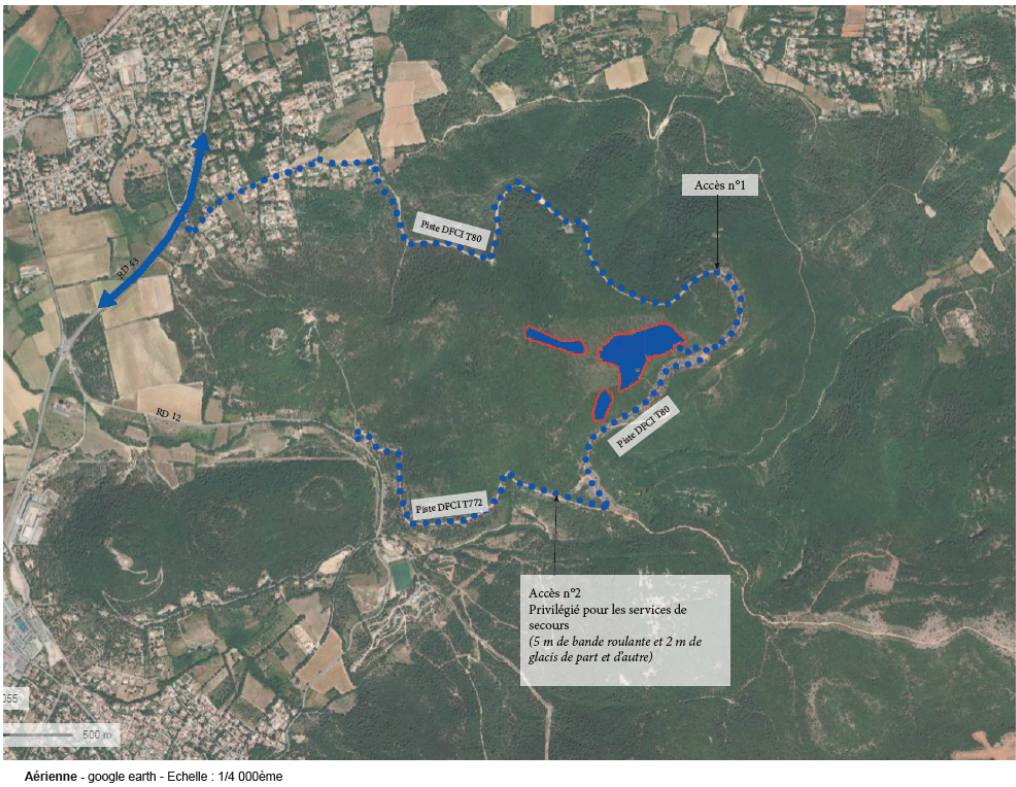 Accès n°1
Piste DFCI T80
RD 43
RD 12
Piste DFCI T80
Piste DFCI T772
Accès n°2
Privilégié pour les services de
secours
(5 m de bande roulante et 2 m de
glacis de part et d'autre)
055
500 m
Aérienne - google earth - Echelle : 1/4 000ème